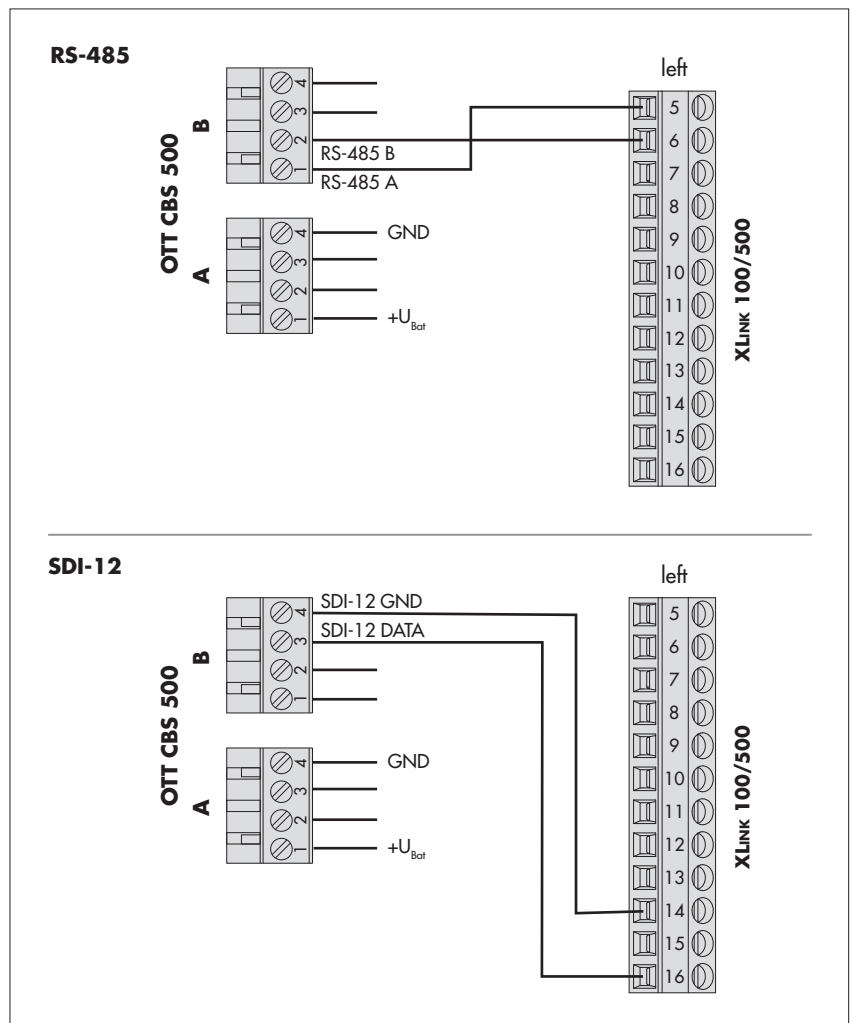 RS-485
left
OTT CBS 500
B
4
3
2
1
RS-485 B
RS-485 A
A
4
3
2
1
GND
+UBat
5
6
7
8
9
10
11
12
13
14
15
16
XLINK 100/500
SDI-12
left
OTT CBS 500
B
4
3
2
1
SDI-12 GND
SDI-12 DATA
A
4
3
2
1
GND
+UBat
5
6
7
8
9
10
11
12
13
14
15
16
XLINK 100/500